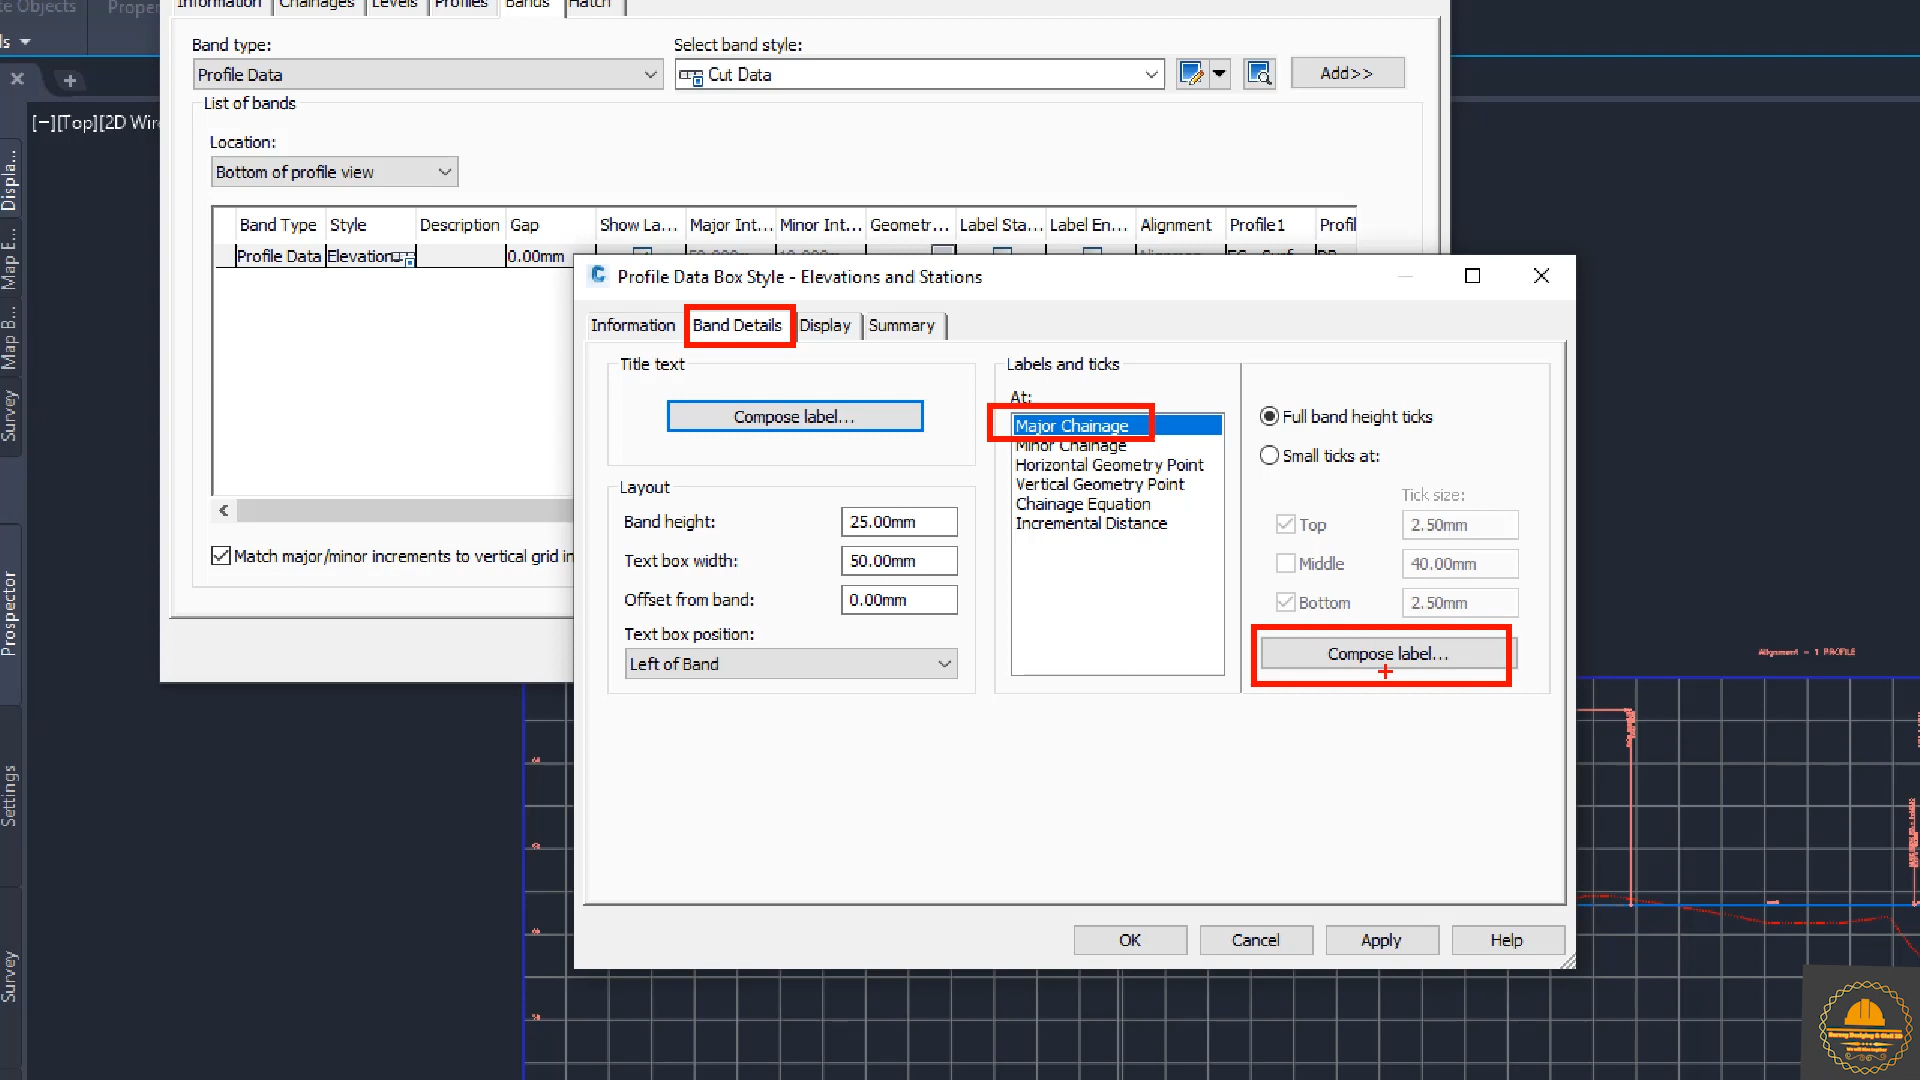 Information
Chainages
Levels
Profiles
Bands
Hatch
Band type:
Select band style:
Profile Data
Cut Data
Add>>
List of bands
[−][Top][2D Wir
Location:
Bottom of profile view
Band Type
Style
Description
Gap
Show La...
Major Int...
Minor Int...
Geometr...
Label Sta...
Label En...
Alignment
Profile1
Profil
Profile Data
Elevation
0.00mm
Match major/minor increments to vertical grid in
Profile Data Box Style - Elevations and Stations
Information
Band Details
Display
Summary
Title text
Compose label...
Layout
Band height:
25.00mm
Text box width:
50.00mm
Offset from band:
0.00mm
Text box position:
Left of Band
Labels and ticks
At:
Major Chainage
Minor Chainage
Horizontal Geometry Point
Vertical Geometry Point
Chainage Equation
Incremental Distance
Full band height ticks
Small ticks at:
Tick size:
Top
2.50mm
Middle
40.00mm
Bottom
2.50mm
Compose label...
OK
Cancel
Apply
Help
Displa...
Map E...
Map B...
Survey
Prospector
Settings
Survey
Alignment - 1 PROFILE